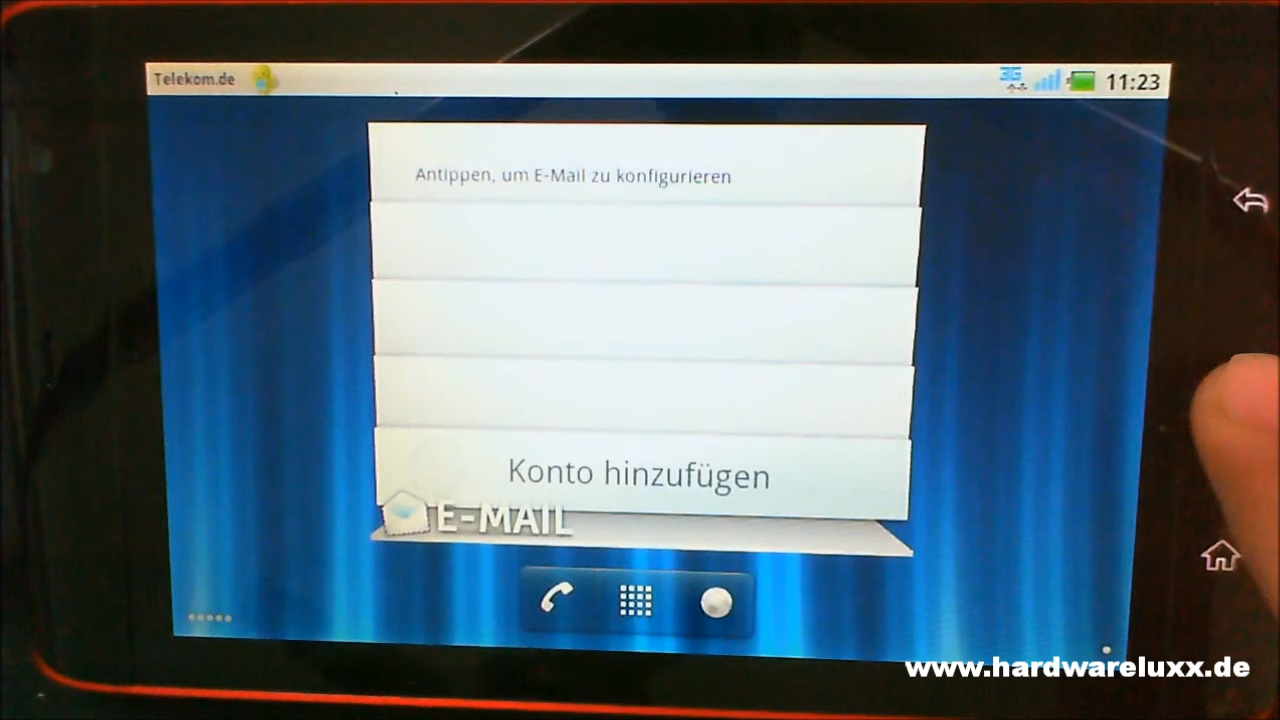 Telekom.de 3G 11:23
Antippen, um E-Mail zu konfigurieren
Konto hinzufügen
E-MAIL
www.hardwareluxx.de